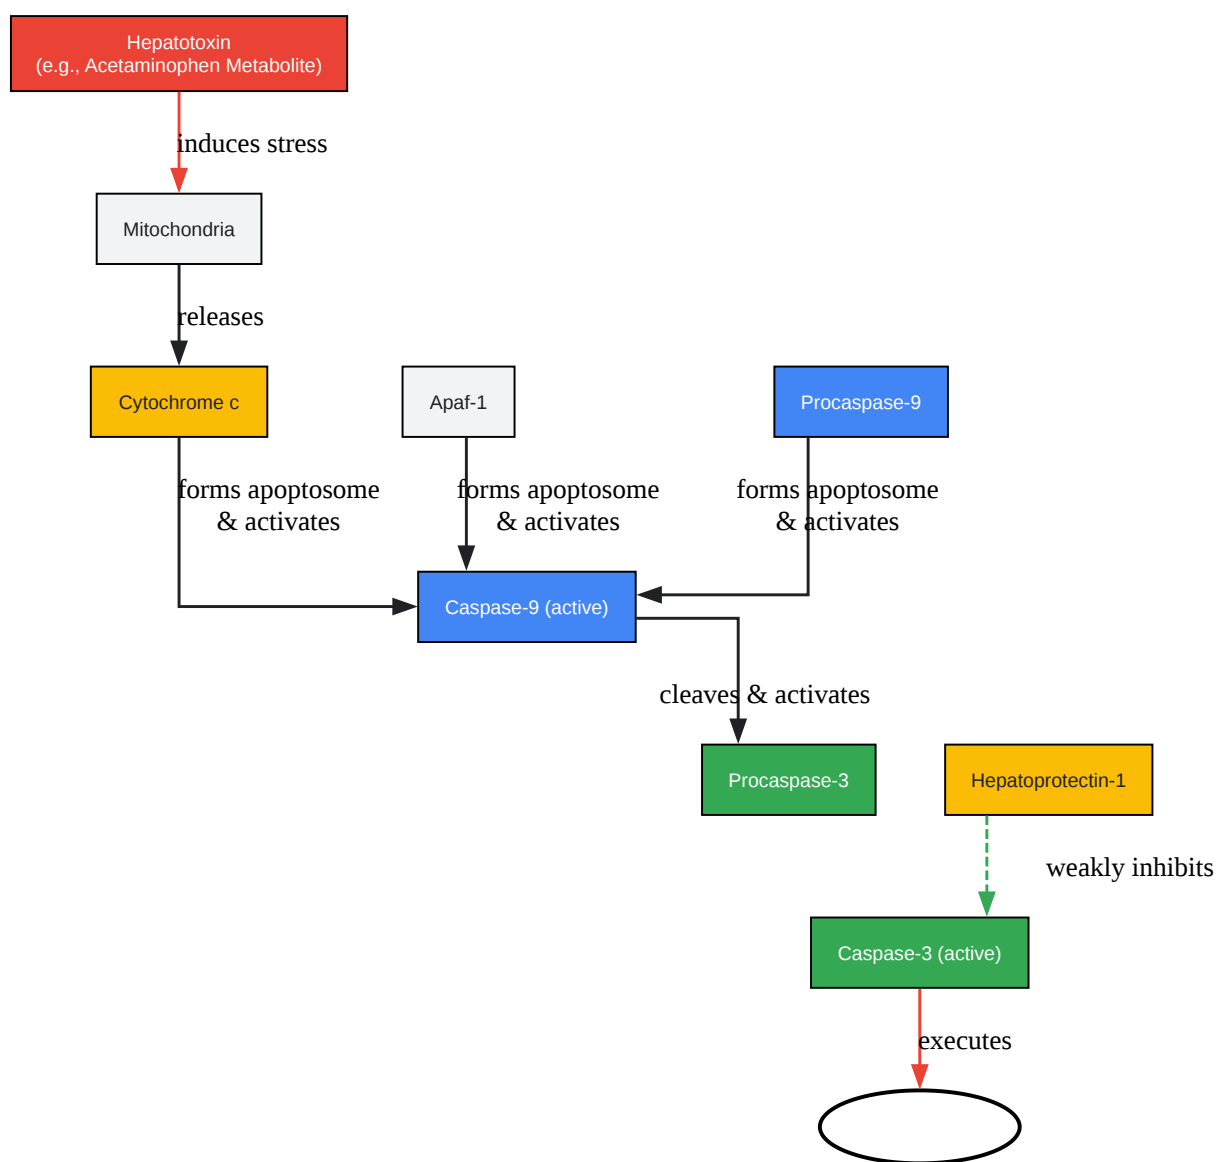 Hepatotoxin
(e.g., Acetaminophen Metabolite)
induces stress
Mitochondria
releases
Cytochrome c
Apaf-1
Procaspase-9
forms apoptosome
& activates
forms apoptosome
& activates
forms apoptosome
& activates
Caspase-9 (active)
cleaves & activates
Procaspase-3
Hepatoprotectin-1
weakly inhibits
Caspase-3 (active)
executes